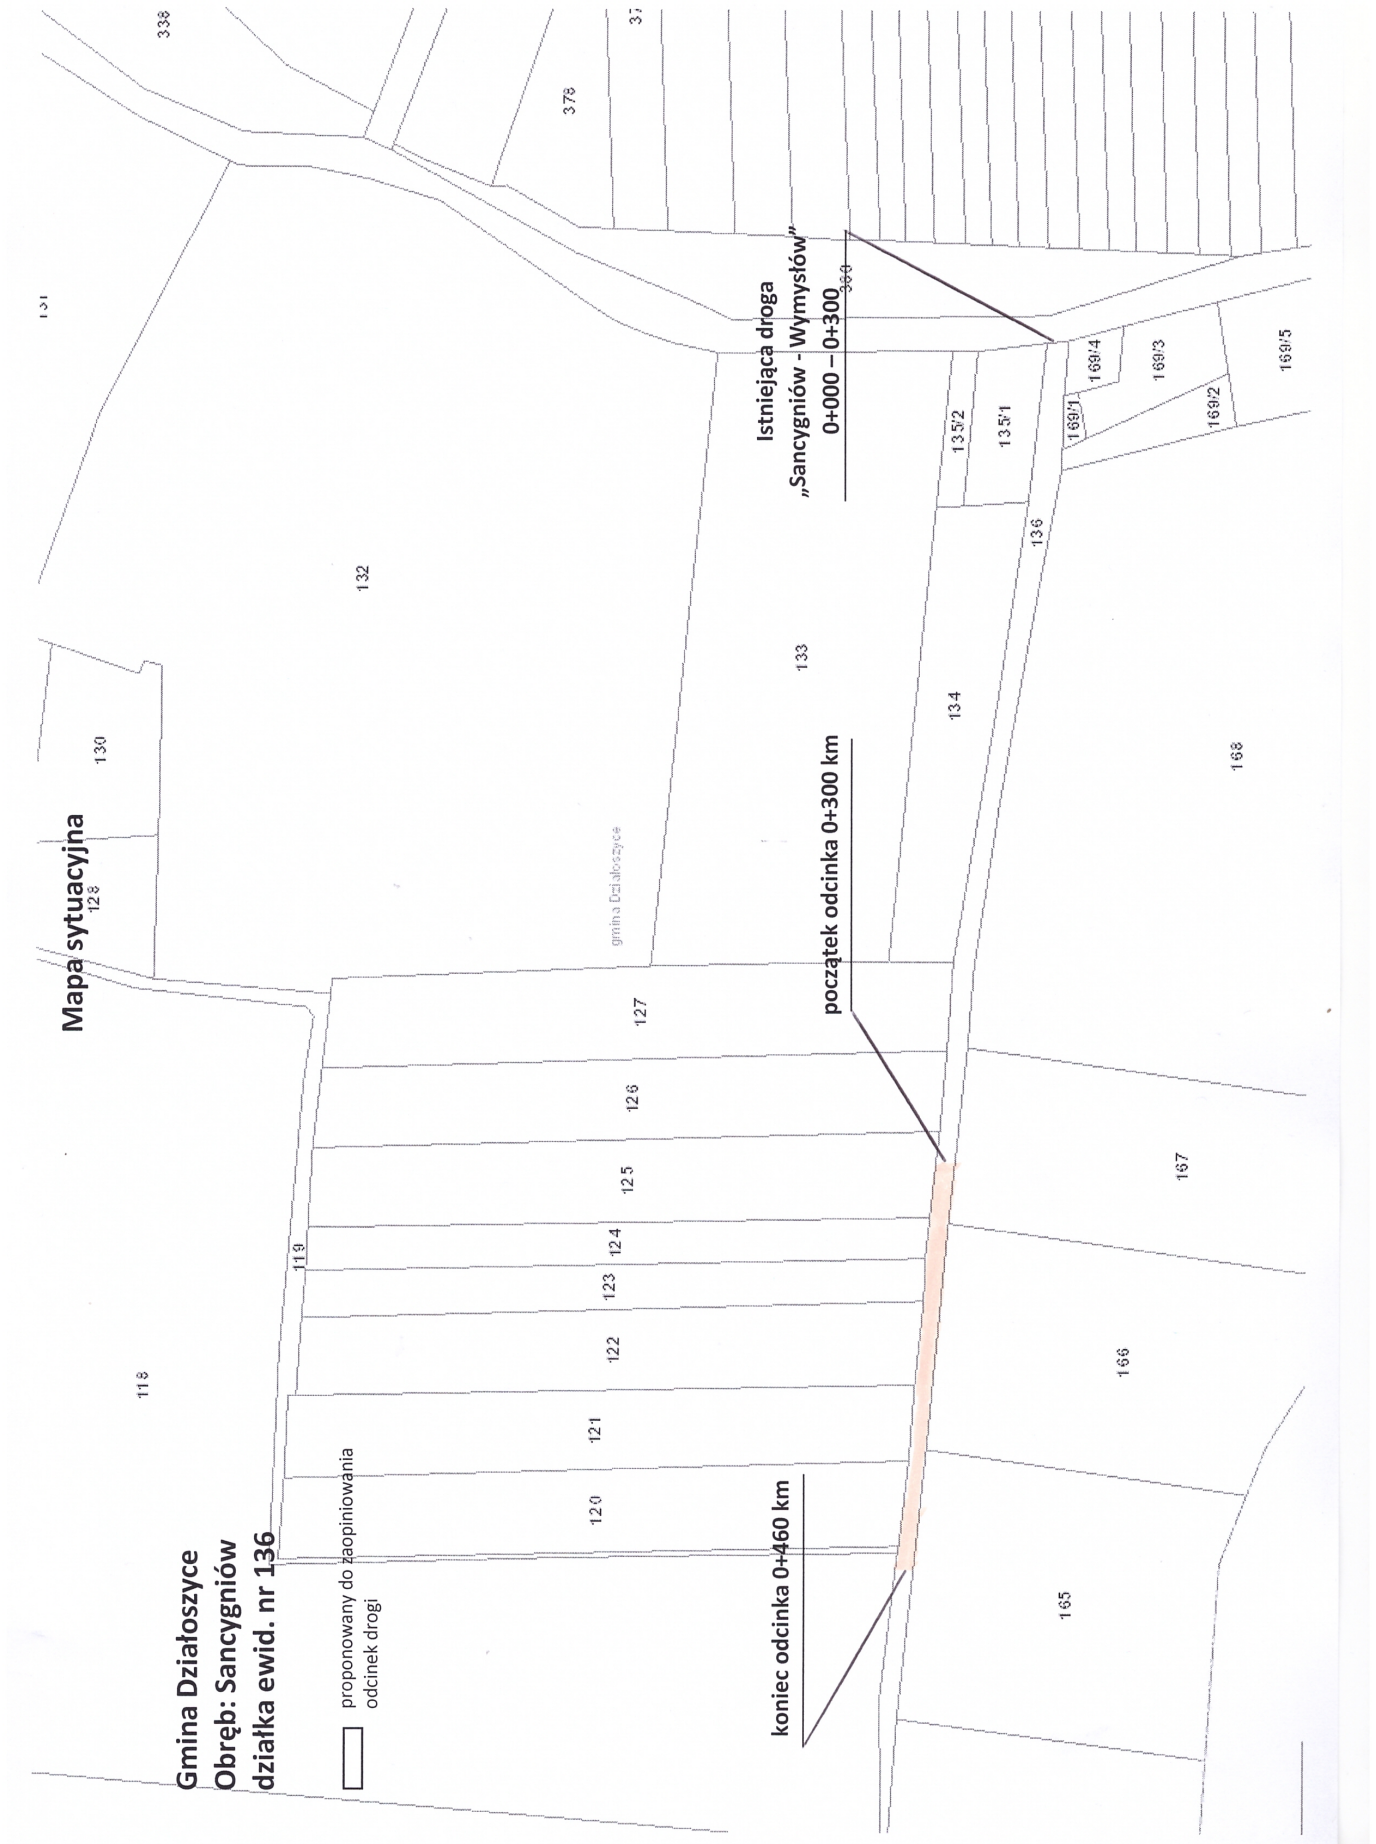 Mapa sytuacyjna
Gmina Działoszyce
Obręb: Sancygniów
działka ewid. nr 136
proponowany do zaopiniowania
odcinek drogi
koniec odcinka 0+460 km
początek odcinka 0+300 km
Istniejąca droga
„Sancygniów - Wymysłów”
0+000 – 0+300
gmina Działoszyce
118
119
128
130
131
132
133
134
135/2
135/1
136
120
121
122
123
124
125
126
127
165
166
167
168
169/1
169/2
169/3
169/4
169/5
338
378
37
380